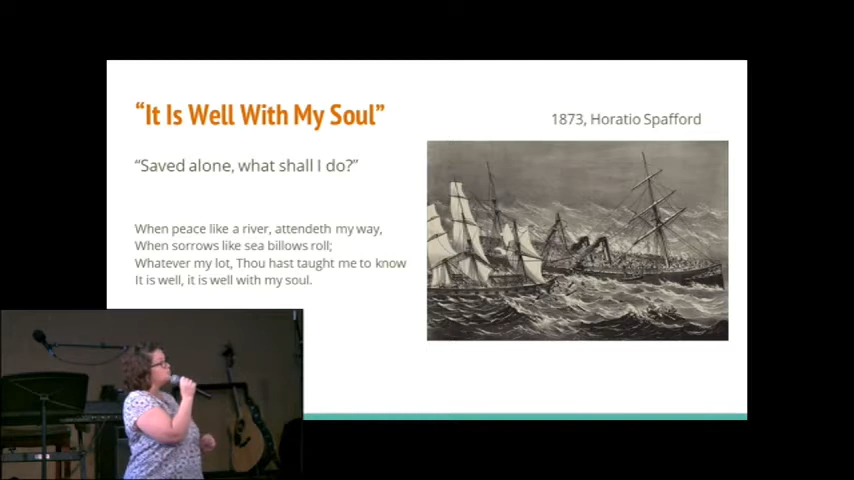 “It Is Well With My Soul”
1873, Horatio Spafford
“Saved alone, what shall I do?”
When peace like a river, attendeth my way,
When sorrows like sea billows roll;
Whatever my lot, Thou hast taught me to know
It is well, it is well with my soul.